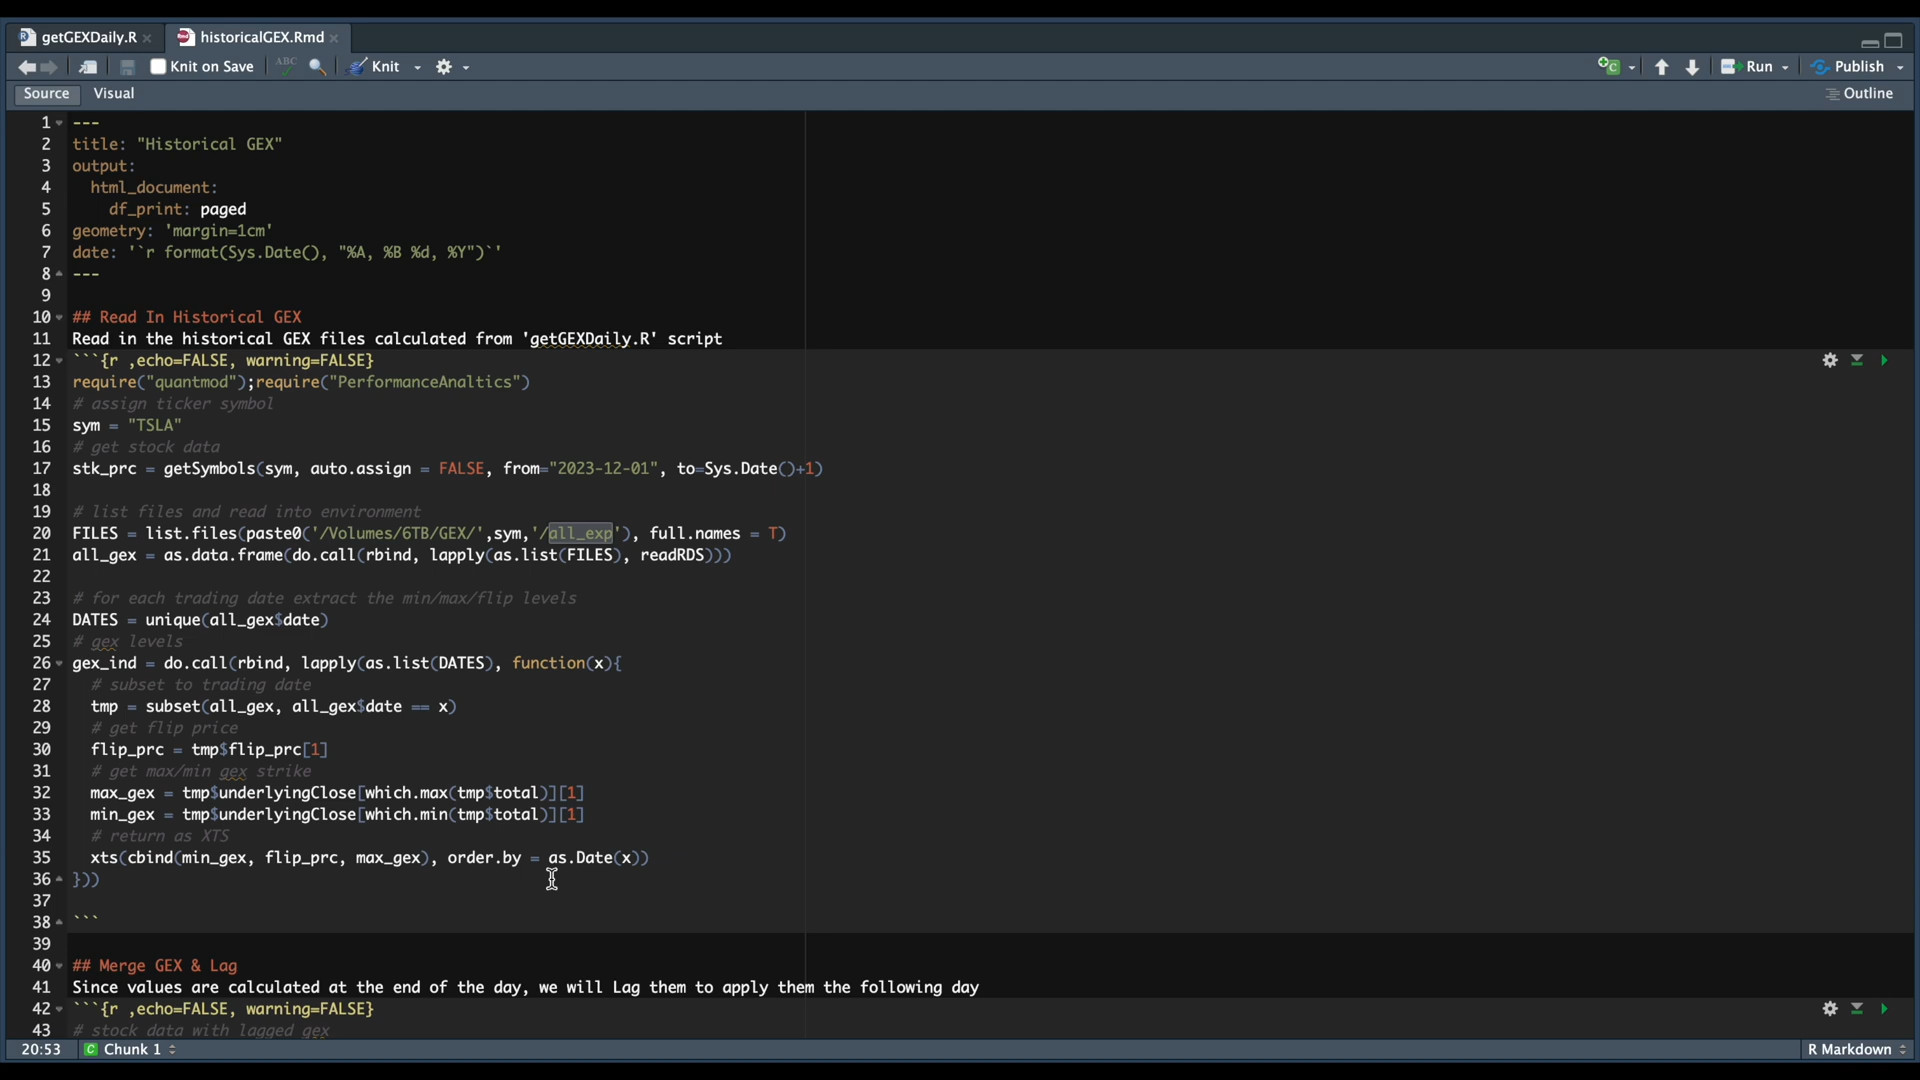 getGEXDaily.R × historicalGEX.Rmd ×
Knit on Save ABC Knit Run Publish
Source Visual Outline
1 ---
2 title: "Historical GEX"
3 output:
4   html_document:
5     df_print: paged
6 geometry: 'margin=1cm'
7 date: '`r format(Sys.Date(), "%A, %B %d, %Y")`'
8 ---
9
10 ## Read In Historical GEX
11 Read in the historical GEX files calculated from 'getGEXDaily.R' script
12 ```{r ,echo=FALSE, warning=FALSE}
13 require("quantmod");require("PerformanceAnaltics")
14 # assign ticker symbol
15 sym = "TSLA"
16 # get stock data
17 stk_prc = getSymbols(sym, auto.assign = FALSE, from="2023-12-01", to=Sys.Date()+1)
18
19 # list files and read into environment
20 FILES = list.files(paste0('/Volumes/6TB/GEX/',sym,'/all_exp'), full.names = T)
21 all_gex = as.data.frame(do.call(rbind, lapply(as.list(FILES), readRDS)))
22
23 # for each trading date extract the min/max/flip levels
24 DATES = unique(all_gex$date)
25 # gex levels
26 gex_ind = do.call(rbind, lapply(as.list(DATES), function(x){
27   # subset to trading date
28   tmp = subset(all_gex, all_gex$date == x)
29   # get flip price
30   flip_prc = tmp$flip_prc[1]
31   # get max/min gex strike
32   max_gex = tmp$underlyingClose[which.max(tmp$total)][1]
33   min_gex = tmp$underlyingClose[which.min(tmp$total)][1]
34   # return as XTS
35   xts(cbind(min_gex, flip_prc, max_gex), order.by = as.Date(x))
36 }))
37
38 ```
39
40 ## Merge GEX & Lag
41 Since values are calculated at the end of the day, we will Lag them to apply them the following day
42 ```{r ,echo=FALSE, warning=FALSE}
43 # stock data with lagged gex
20:53 C Chunk 1 R Markdown